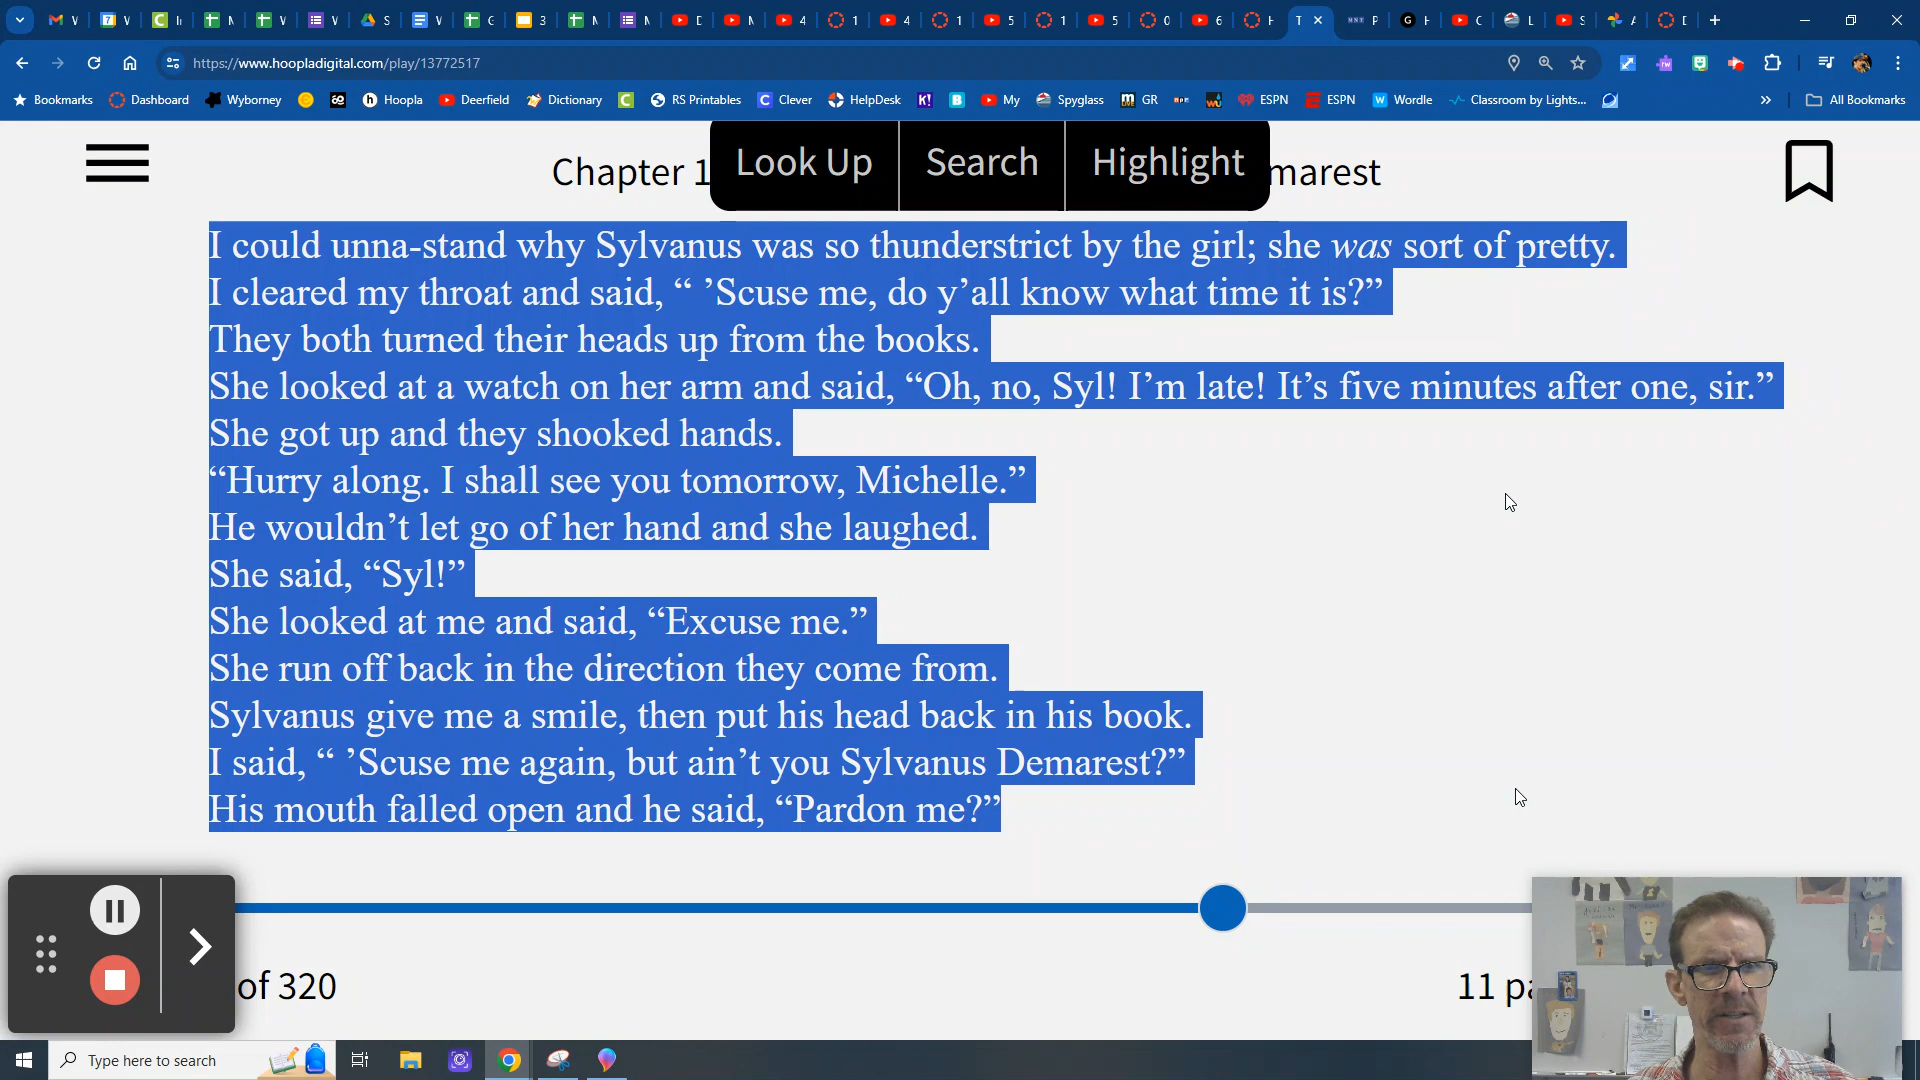 https://www.hoopladigital.com/play/13772517
Bookmarks Dashboard Wyborney Hoopla Deerfield Dictionary RS Printables Clever HelpDesk K! B My Spyglass GR ESPN ESPN Wordle Classroom by Lights... » All Bookmarks
Chapter 1 Look Up Search Highlight marest
I could unna-stand why Sylvanus was so thunderstrict by the girl; she was sort of pretty.
I cleared my throat and said, “ ’Scuse me, do y’all know what time it is?”
They both turned their heads up from the books.
She looked at a watch on her arm and said, “Oh, no, Syl! I’m late! It’s five minutes after one, sir.”
She got up and they shooked hands.
“Hurry along. I shall see you tomorrow, Michelle.”
He wouldn’t let go of her hand and she laughed.
She said, “Syl!”
She looked at me and said, “Excuse me.”
She run off back in the direction they come from.
Sylvanus give me a smile, then put his head back in his book.
I said, “ ’Scuse me again, but ain’t you Sylvanus Demarest?”
His mouth falled open and he said, “Pardon me?”
of 320
11 pa
Type here to search